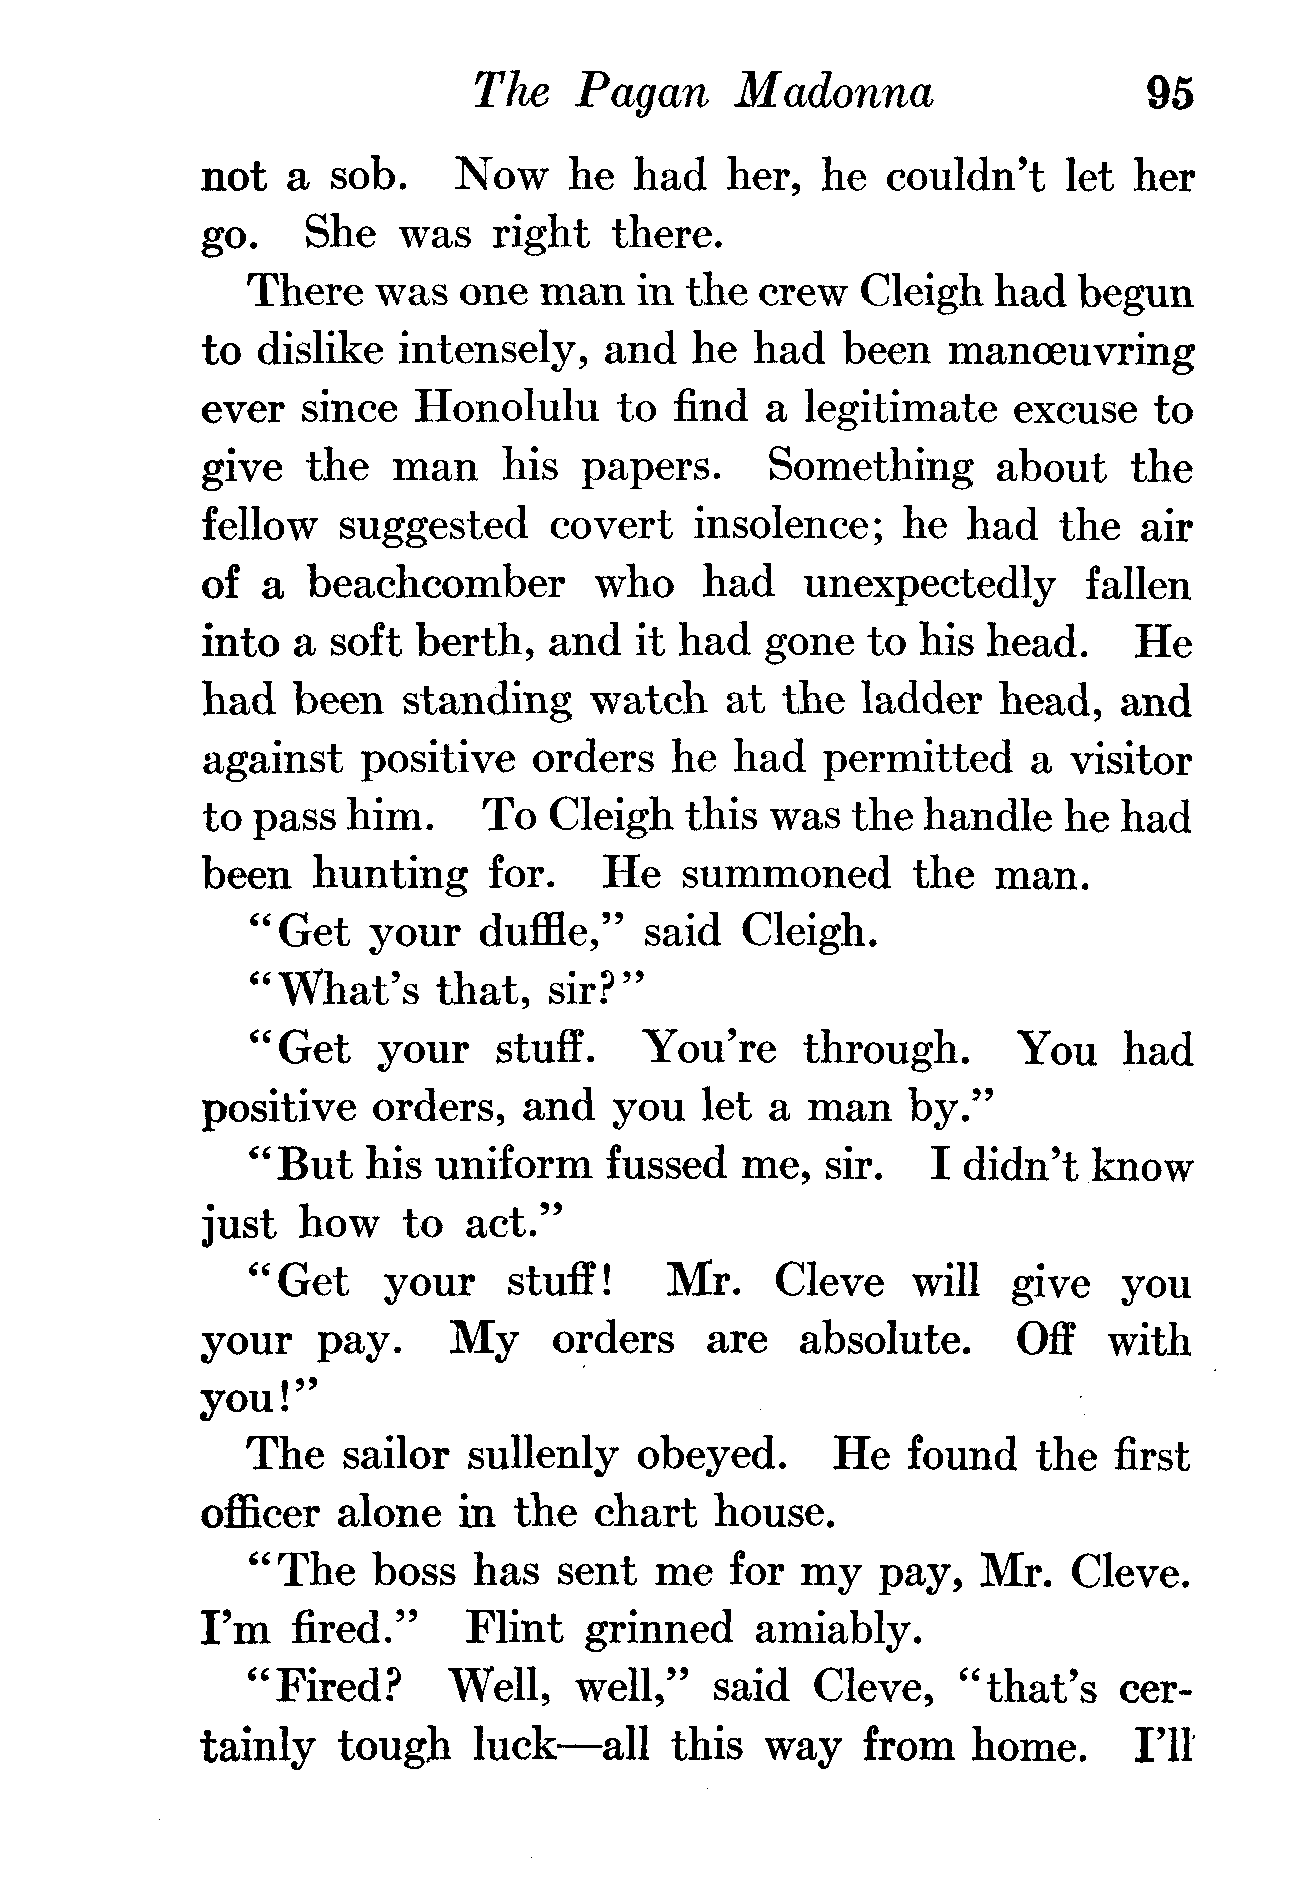 The Pagan Madonna 95
not a sob. Now he had her, he couldn't let her
go. She was right there.
There was one man in the crew Cleigh had begun
to dislike intensely, and he had been manœuvring
ever since Honolulu to find a legitimate excuse to
give the man his papers. Something about the
fellow suggested covert insolence; he had the air
of a beachcomber who had unexpectedly fallen
into a soft berth, and it had gone to his head. He
had been standing watch at the ladder head, and
against positive orders he had permitted a visitor
to pass him. To Cleigh this was the handle he had
been hunting for. He summoned the man.
“Get your duffle,” said Cleigh.
“What's that, sir?”
“Get your stuff. You're through. You had
positive orders, and you let a man by.”
“But his uniform fussed me, sir. I didn't know
just how to act.”
“Get your stuff! Mr. Cleve will give you
your pay. My orders are absolute. Off with
you!”
The sailor sullenly obeyed. He found the first
officer alone in the chart house.
“The boss has sent me for my pay, Mr. Cleve.
I'm fired.” Flint grinned amiably.
“Fired? Well, well,” said Cleve, “that's cer-
tainly tough luck—all this way from home. I'll